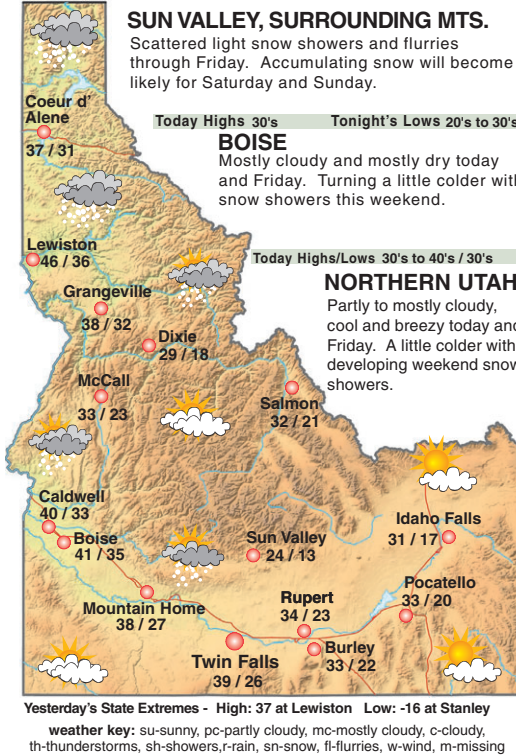 SUN VALLEY, SURROUNDING MTS.
Scattered light snow showers and flurries
through Friday. Accumulating snow will become
likely for Saturday and Sunday.
Today Highs 30's Tonight's Lows 20's to 30's
BOISE
Mostly cloudy and mostly dry today
and Friday. Turning a little colder with
snow showers this weekend.
Today Highs/Lows 30's to 40's / 30's
NORTHERN UTAH
Partly to mostly cloudy,
cool and breezy today and
Friday. A little colder with
developing weekend snow
showers.
Coeur d'
Alene
37 / 31
Lewiston
46 / 36
Grangeville
38 / 32
Dixie
29 / 18
McCall
33 / 23
Salmon
32 / 21
Caldwell
40 / 33
Boise
41 / 35
Sun Valley
24 / 13
Idaho Falls
31 / 17
Pocatello
33 / 20
Mountain Home
38 / 27
Rupert
34 / 23
Burley
33 / 22
Twin Falls
39 / 26
Yesterday's State Extremes - High: 37 at Lewiston Low: -16 at Stanley
weather key: su-sunny, pc-partly cloudy, mc-mostly cloudy, c-cloudy,
th-thunderstorms, sh-showers,r-rain, sn-snow, fl-flurries, w-wind, m-missing